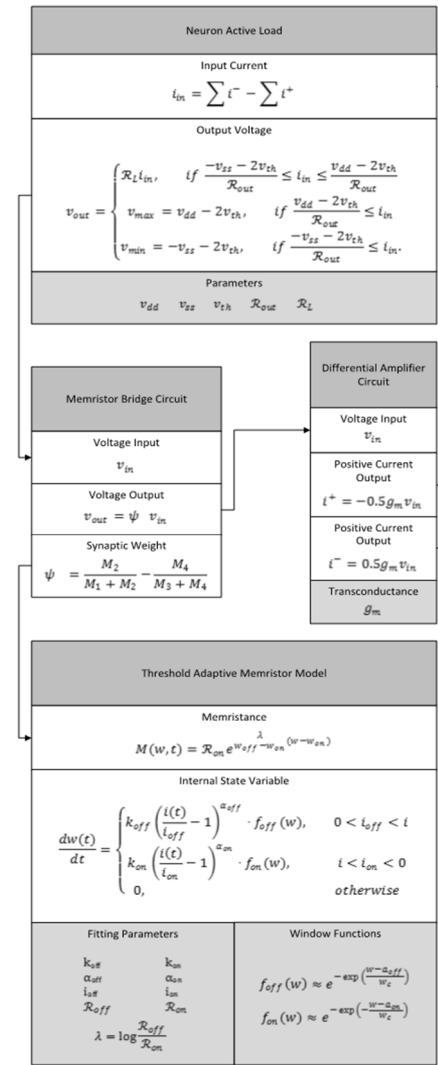 Neuron Active Load
Input Current
i_in = ∑ i⁻ − ∑ i⁺
Output Voltage
v_out = { ℛ_L i_in, if (−v_ss − 2v_th)/ℛ_out ≤ i_in ≤ (v_dd − 2v_th)/ℛ_out
v_max = v_dd − 2v_th, if (v_dd − 2v_th)/ℛ_out ≤ i_in
v_min = −v_ss − 2v_th, if (−v_ss − 2v_th)/ℛ_out ≤ i_in.
Parameters
v_dd v_ss v_th ℛ_out ℛ_L
Memristor Bridge Circuit
Voltage Input
v_in
Voltage Output
v_out = ψ v_in
Synaptic Weight
ψ = M_2/(M_1 + M_2) − M_4/(M_3 + M_4)
Differential Amplifier
Circuit
Voltage Input
v_in
Positive Current
Output
i⁺ = −0.5g_m v_in
Positive Current
Output
i⁻ = 0.5g_m v_in
Transconductance
g_m
Threshold Adaptive Memristor Model
Memristance
M(w, t) = ℛ_on e^{λ/(w_off − w_on) (w − w_on)}
Internal State Variable
dw(t)/dt = { k_off (i(t)/i_off − 1)^{α_off} · f_off(w), 0 < i_off < i
k_on (i(t)/i_on − 1)^{α_on} · f_on(w), i < i_on < 0
0, otherwise
Fitting Parameters
k_off k_on
α_off α_on
i_off i_on
ℛ_off ℛ_on
λ = log ℛ_off/ℛ_on
Window Functions
f_off(w) ≈ e^{−exp((w − a_off)/w_c)}
f_on(w) ≈ e^{−exp(−(w − a_on)/w_c)}